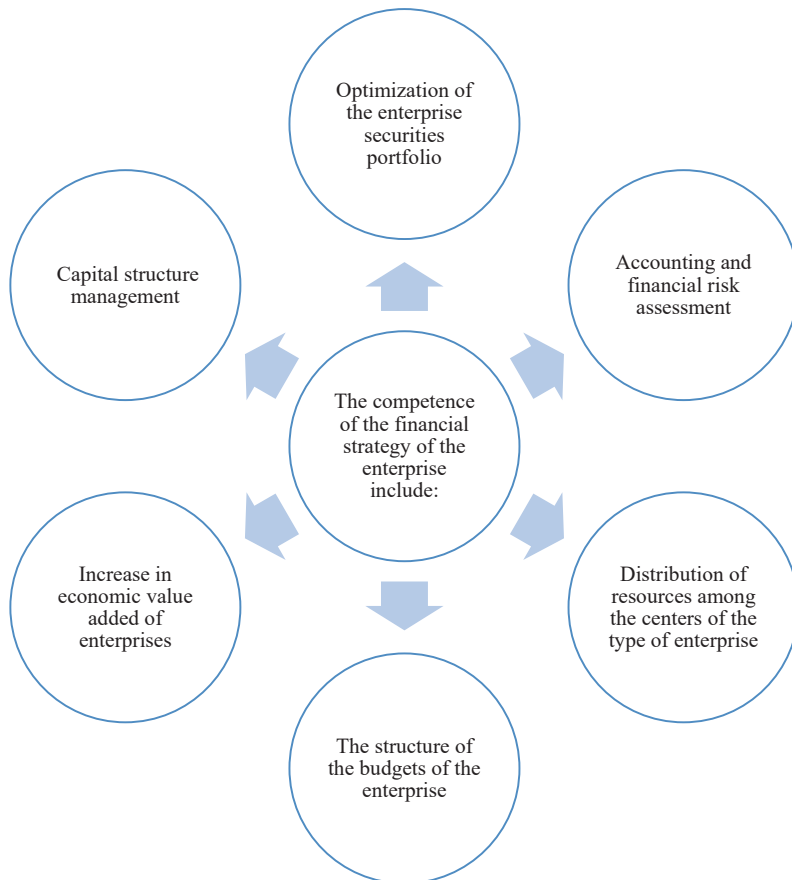 Optimization of
the enterprise
securities
portfolio
Capital structure
management
Accounting and
financial risk
assessment
The competence
of the financial
strategy of the
enterprise
include:
Increase in
economic value
added of
enterprises
Distribution of
resources among
the centers of the
type of enterprise
The structure of
the budgets of the
enterprise